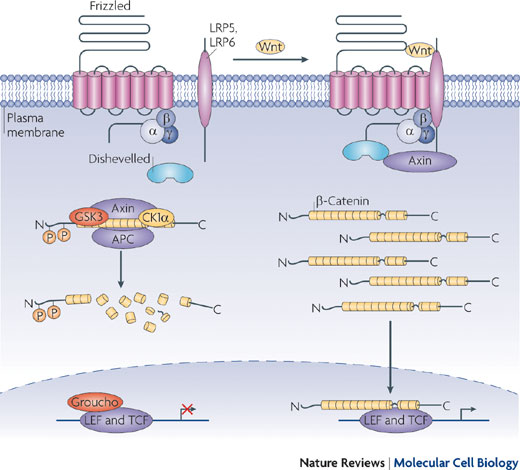 Frizzled
LRP5,
LRP6
Wnt
Wnt
Plasma
membrane
α
β
γ
α
β
γ
Dishevelled
Axin
Axin
GSK3
CK1α
APC
N
C
P
P
β-Catenin
N
C
N
C
N
C
N
C
N
C
N
C
P
P
Groucho
LEF and TCF
N
C
LEF and TCF
Nature Reviews | Molecular Cell Biology